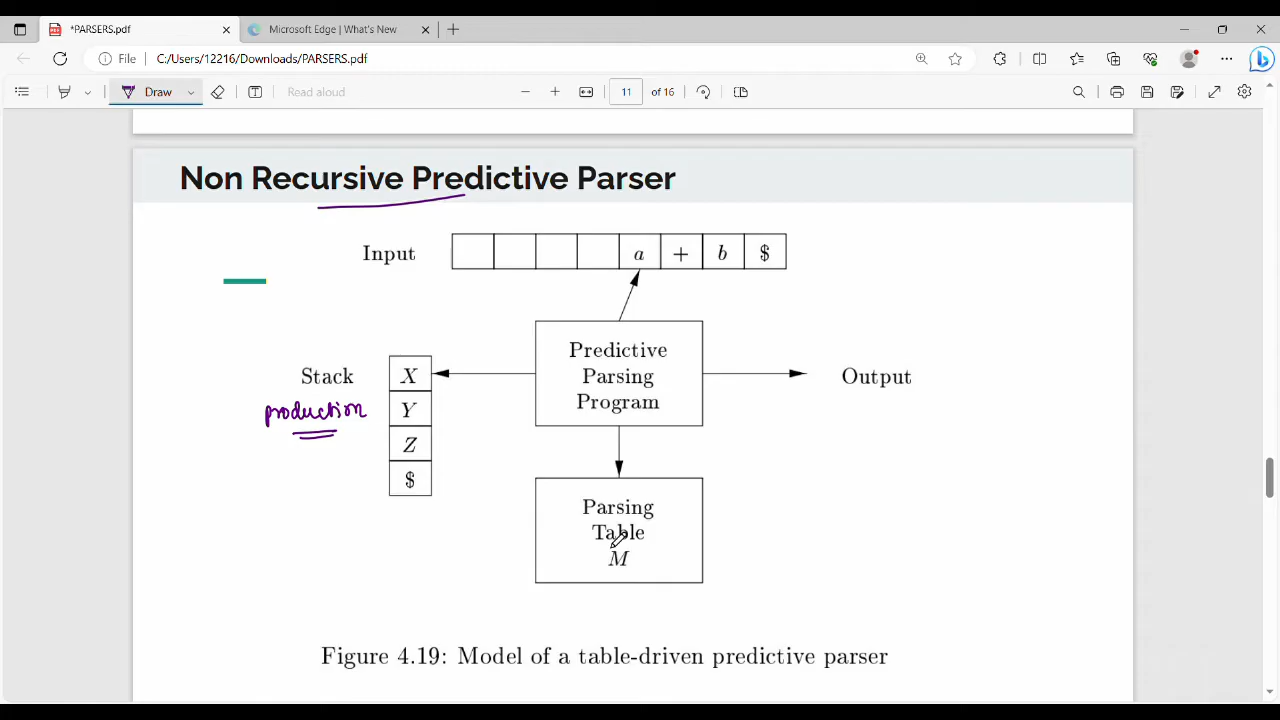 *PARSERS.pdf
Microsoft Edge | What's New
File
C:/Users/12216/Downloads/PARSERS.pdf
Draw
Read aloud
11
of 16
Non Recursive Predictive Parser
Input
a
+
b
$
Predictive
Parsing
Program
Stack
X
Y
Z
$
production
Output
Parsing
Table
M
Figure 4.19: Model of a table-driven predictive parser